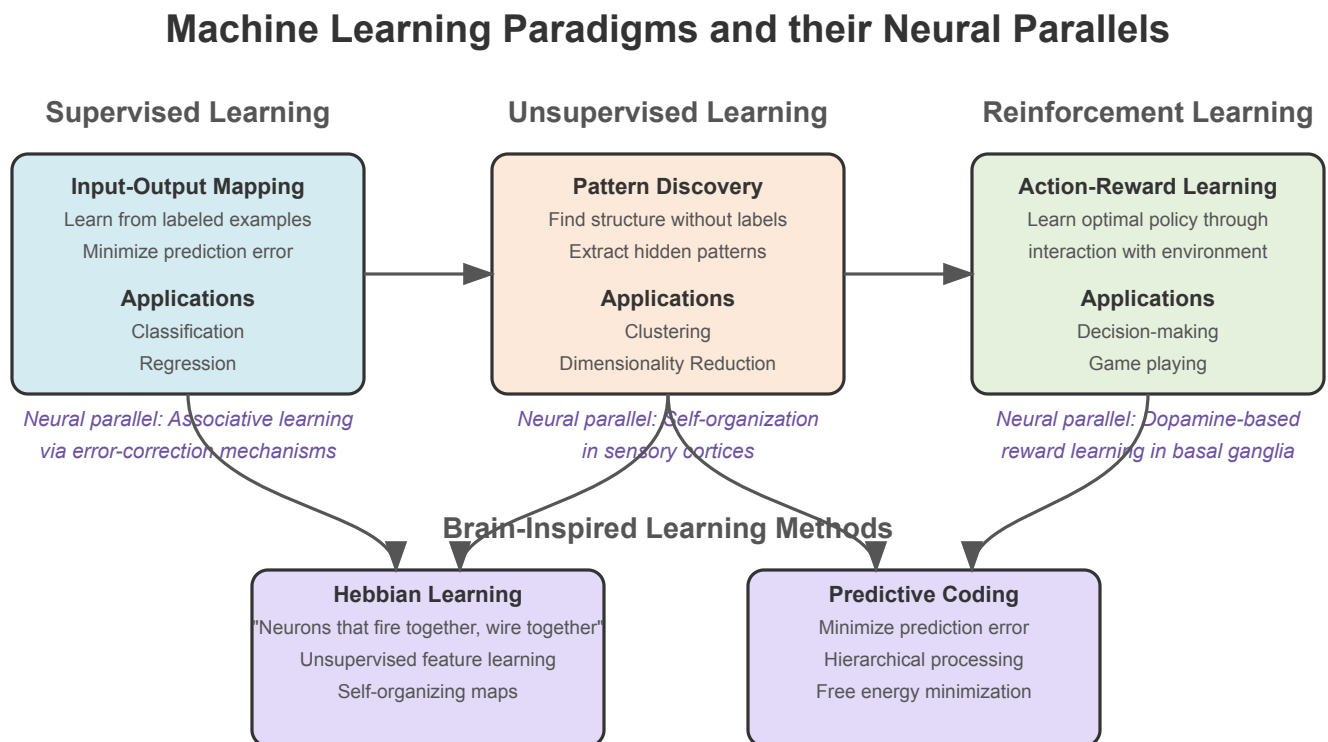 Machine Learning Paradigms and their Neural Parallels
Supervised Learning
Input-Output Mapping
Learn from labeled examples
Minimize prediction error
Applications
Classification
Regression
Neural parallel: Associative learning
via error-correction mechanisms
Unsupervised Learning
Pattern Discovery
Find structure without labels
Extract hidden patterns
Applications
Clustering
Dimensionality Reduction
Neural parallel: Self-organization
in sensory cortices
Reinforcement Learning
Action-Reward Learning
Learn optimal policy through
interaction with environment
Applications
Decision-making
Game playing
Neural parallel: Dopamine-based
reward learning in basal ganglia
Brain-Inspired Learning Methods
Hebbian Learning
"Neurons that fire together, wire together"
Unsupervised feature learning
Self-organizing maps
Predictive Coding
Minimize prediction error
Hierarchical processing
Free energy minimization